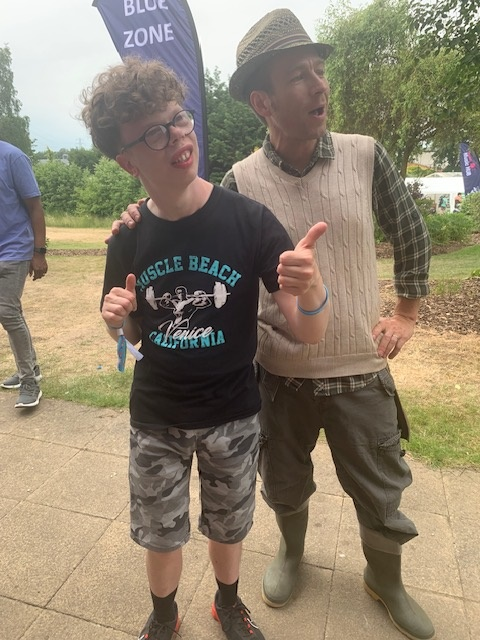 BLUE
ZONE
MUSCLE BEACH
Venice
CALIFORNIA